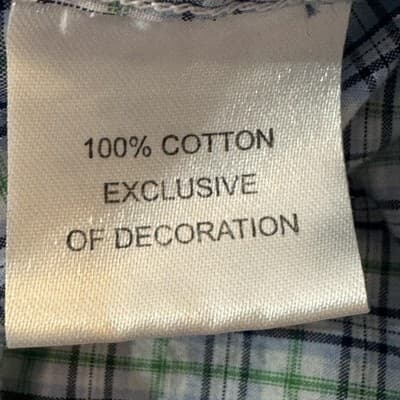 100% COTTON
EXCLUSIVE
OF DECORATION